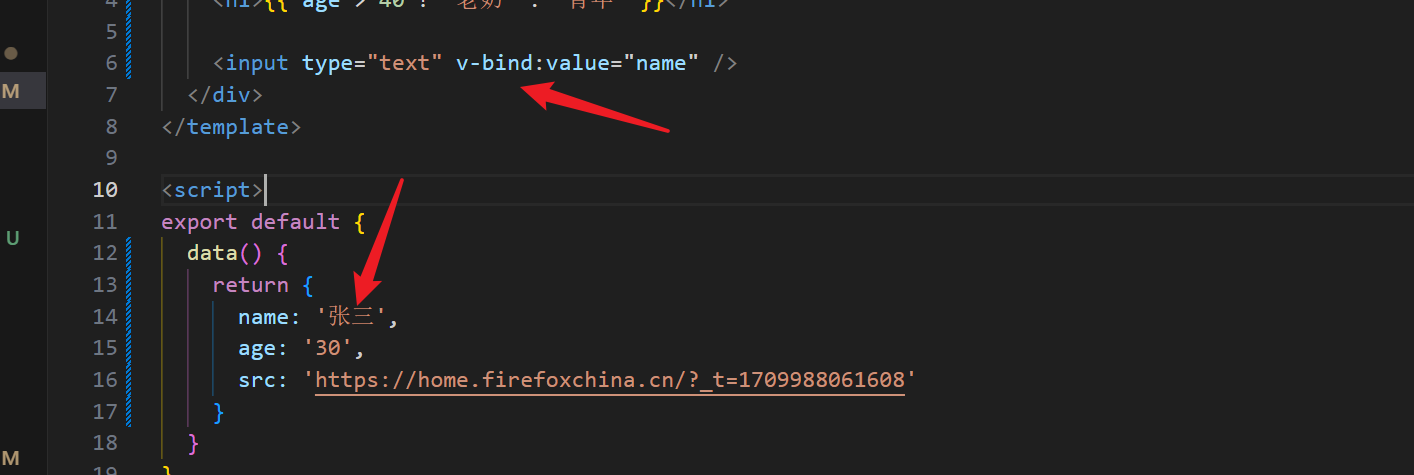 4 <h1>{{ age > 40 ? '老奶' : '青年' }}</h1>
5
6 <input type="text" v-bind:value="name" />
M 7 </div>
8 </template>
9
10 <script>
11 export default {
U 12 data() {
13 return {
14 name: '张三',
15 age: '30',
16 src: 'https://home.firefoxchina.cn/?_t=1709988061608'
17 }
M 18 }
19 }